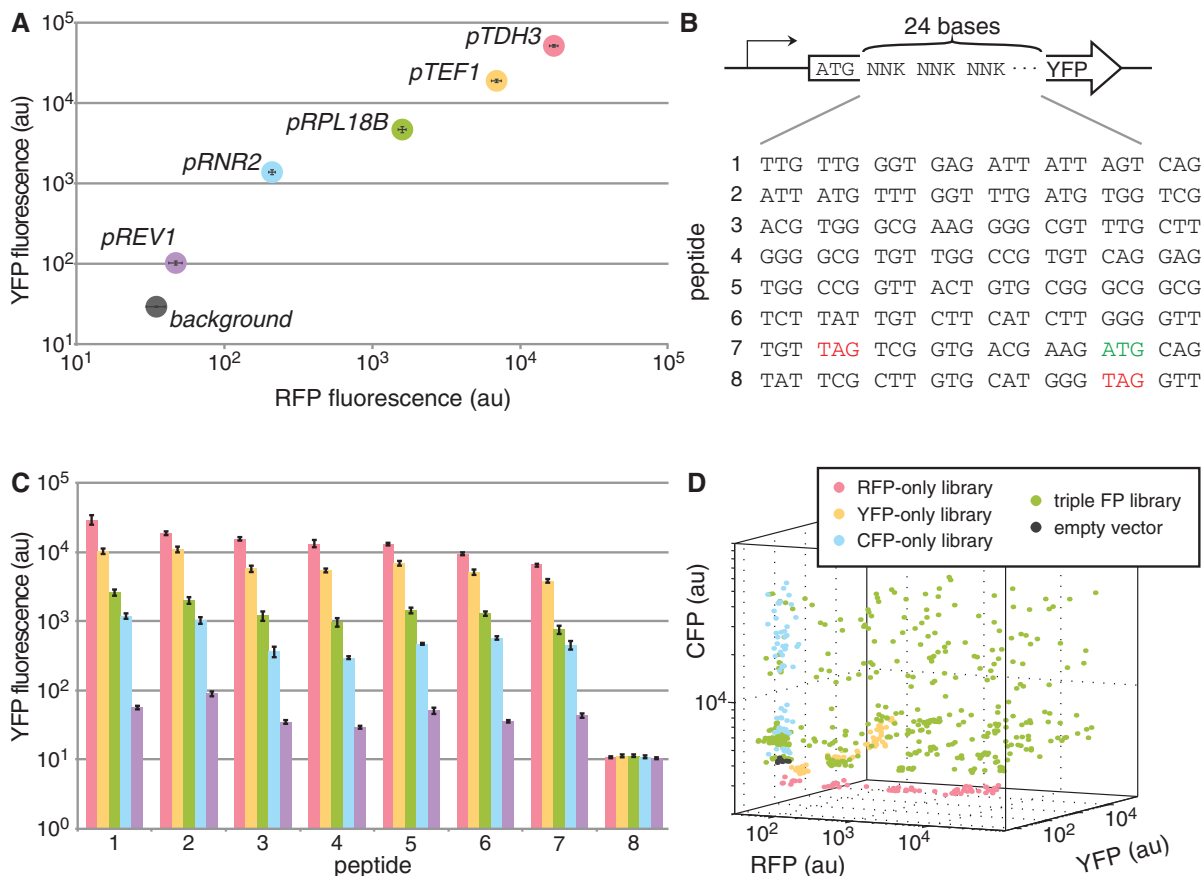 A
10^5
10^4
10^3
10^2
10^1
YFP fluorescence (au)
pTDH3
pTEF1
pRPL18B
pRNR2
pREV1
background
10^1 10^2 10^3 10^4 10^5
RFP fluorescence (au)
B
24 bases
ATG NNK NNK NNK ··· YFP
peptide
1 TTG TTG GGT GAG ATT ATT AGT CAG
2 ATT ATG TTT GGT TTG ATG TGG TCG
3 ACG TGG GCG AAG GGG CGT TTG CTT
4 GGG GCG TGT TGG CCG TGT CAG GAG
5 TGG CCG GTT ACT GTG CGG GCG GCG
6 TCT TAT TGT CTT CAT CTT GGG GTT
7 TGT TAG TCG GTG ACG AAG ATG CAG
8 TAT TCG CTT GTG CAT GGG TAG GTT
C
10^5
10^4
10^3
10^2
10^1
10^0
YFP fluorescence (au)
1 2 3 4 5 6 7 8
peptide
D
RFP-only library
YFP-only library
CFP-only library
triple FP library
empty vector
CFP (au)
10^4
10^2 10^3 10^4
RFP (au)
10^2 10^4
YFP (au)